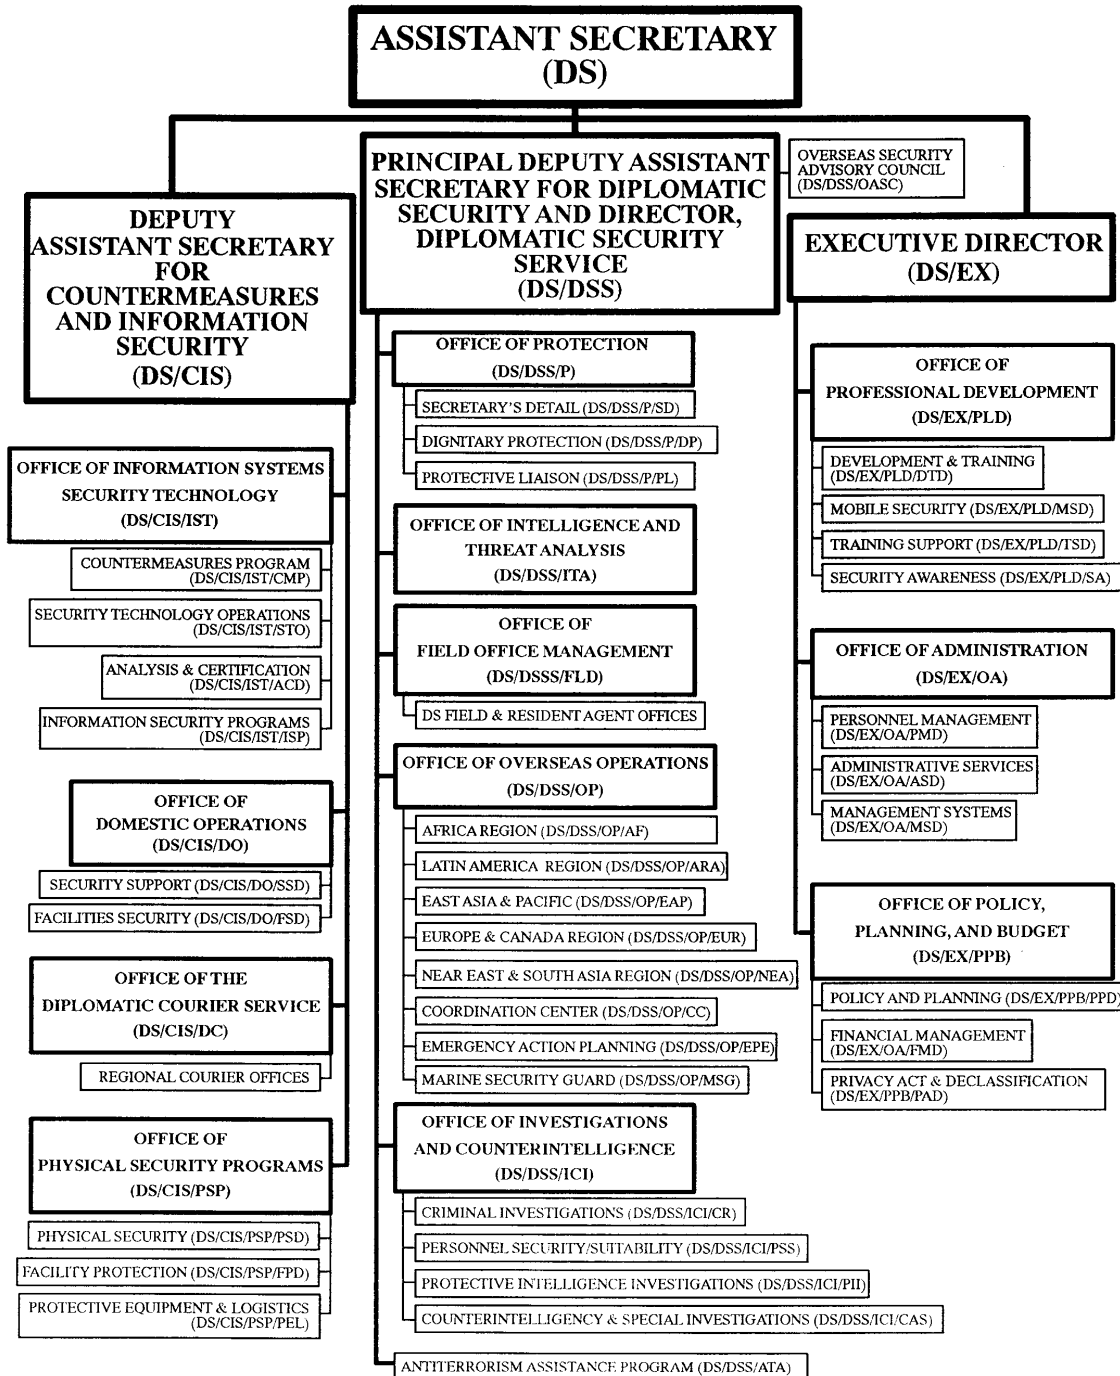 ASSISTANT SECRETARY
(DS)
DEPUTY
ASSISTANT SECRETARY
FOR
COUNTERMEASURES
AND INFORMATION
SECURITY
(DS/CIS)
OFFICE OF INFORMATION SYSTEMS
SECURITY TECHNOLOGY
(DS/CIS/IST)
COUNTERMEASURES PROGRAM
(DS/CIS/IST/CMP)
SECURITY TECHNOLOGY OPERATIONS
(DS/CIS/IST/STO)
ANALYSIS & CERTIFICATION
(DS/CIS/IST/ACD)
INFORMATION SECURITY PROGRAMS
(DS/CIS/IST/ISP)
OFFICE OF
DOMESTIC OPERATIONS
(DS/CIS/DO)
SECURITY SUPPORT (DS/CIS/DO/SSD)
FACILITIES SECURITY (DS/CIS/DO/FSD)
OFFICE OF THE
DIPLOMATIC COURIER SERVICE
(DS/CIS/DC)
REGIONAL COURIER OFFICES
OFFICE OF
PHYSICAL SECURITY PROGRAMS
(DS/CIS/PSP)
PHYSICAL SECURITY (DS/CIS/PSP/PSD)
FACILITY PROTECTION (DS/CIS/PSP/FPD)
PROTECTIVE EQUIPMENT & LOGISTICS
(DS/CIS/PSP/PEL)
PRINCIPAL DEPUTY ASSISTANT
SECRETARY FOR DIPLOMATIC
SECURITY AND DIRECTOR,
DIPLOMATIC SECURITY
SERVICE
(DS/DSS)
OVERSEAS SECURITY
ADVISORY COUNCIL
(DS/DSS/OASC)
OFFICE OF PROTECTION
(DS/DSS/P)
SECRETARY'S DETAIL (DS/DSS/P/SD)
DIGNITARY PROTECTION (DS/DSS/P/DP)
PROTECTIVE LIAISON (DS/DSS/P/PL)
OFFICE OF INTELLIGENCE AND
THREAT ANALYSIS
(DS/DSS/ITA)
OFFICE OF
FIELD OFFICE MANAGEMENT
(DS/DSSS/FLD)
DS FIELD & RESIDENT AGENT OFFICES
OFFICE OF OVERSEAS OPERATIONS
(DS/DSS/OP)
AFRICA REGION (DS/DSS/OP/AF)
LATIN AMERICA REGION (DS/DSS/OP/ARA)
EAST ASIA & PACIFIC (DS/DSS/OP/EAP)
EUROPE & CANADA REGION (DS/DSS/OP/EUR)
NEAR EAST & SOUTH ASIA REGION (DS/DSS/OP/NEA)
COORDINATION CENTER (DS/DSS/OP/CC)
EMERGENCY ACTION PLANNING (DS/DSS/OP/EPE)
MARINE SECURITY GUARD (DS/DSS/OP/MSG)
OFFICE OF INVESTIGATIONS
AND COUNTERINTELLIGENCE
(DS/DSS/ICI)
CRIMINAL INVESTIGATIONS (DS/DSS/ICI/CR)
PERSONNEL SECURITY/SUITABILITY (DS/DSS/ICI/PSS)
PROTECTIVE INTELLIGENCE INVESTIGATIONS (DS/DSS/ICI/PII)
COUNTERINTELLIGENCY & SPECIAL INVESTIGATIONS (DS/DSS/ICI/CAS)
ANTITERRORISM ASSISTANCE PROGRAM (DS/DSS/ATA)
EXECUTIVE DIRECTOR
(DS/EX)
OFFICE OF
PROFESSIONAL DEVELOPMENT
(DS/EX/PLD)
DEVELOPMENT & TRAINING
(DS/EX/PLD/DTD)
MOBILE SECURITY (DS/EX/PLD/MSD)
TRAINING SUPPORT (DS/EX/PLD/TSD)
SECURITY AWARENESS (DS/EX/PLD/SA)
OFFICE OF ADMINISTRATION
(DS/EX/OA)
PERSONNEL MANAGEMENT
(DS/EX/OA/PMD)
ADMINISTRATIVE SERVICES
(DS/EX/OA/ASD)
MANAGEMENT SYSTEMS
(DS/EX/OA/MSD)
OFFICE OF POLICY,
PLANNING, AND BUDGET
(DS/EX/PPB)
POLICY AND PLANNING (DS/EX/PPB/PPD)
FINANCIAL MANAGEMENT
(DS/EX/OA/FMD)
PRIVACY ACT & DECLASSIFICATION
(DS/EX/PPB/PAD)